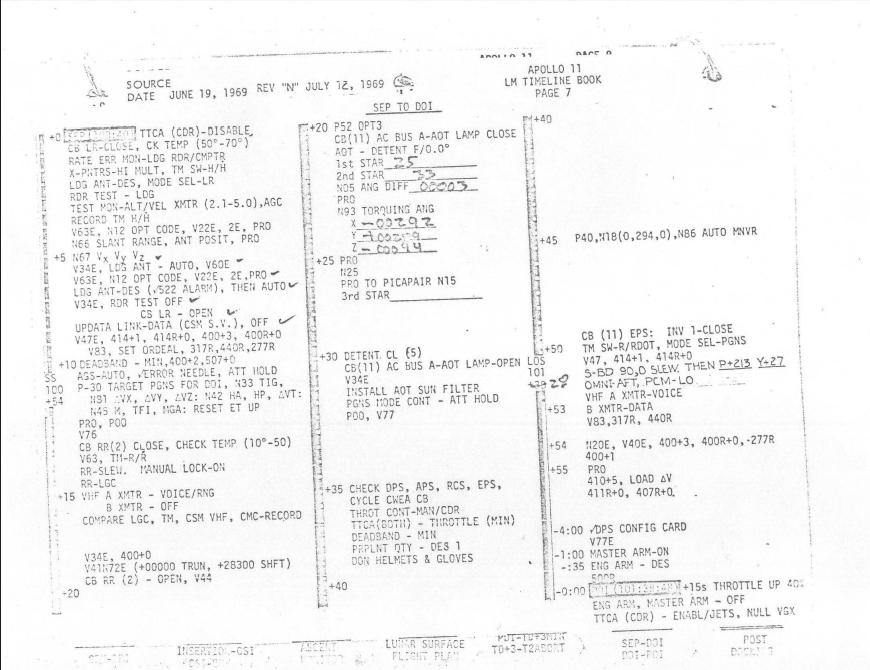 APOLLO 11 PAGE 8
SOURCE
DATE JUNE 19, 1969 REV "N" JULY 12, 1969
APOLLO 11
LM TIMELINE BOOK
PAGE 7
SEP TO DOI
+0 TTCA (CDR)-DISABLE
CB LR-CLOSE, CK TEMP (50°-70°)
RATE ERR MON-LDG RDR/CMPTR
X-PNTRS-HI MULT, TM SW-H/H
LDG ANT-DES, MODE SEL-LR
RDR TEST - LDG
TEST MON-ALT/VEL XMTR (2.1-5.0),AGC
RECORD TM H/H
V63E, N12 OPT CODE, V22E, 2E, PRO
N66 SLANT RANGE, ANT POSIT, PRO
+5 N67 Vx Vy Vz ✓
V34E, LDG ANT - AUTO, V60E ✓
V63E, N12 OPT CODE, V22E, 2E,PRO ✓
LDG ANT-DES (√522 ALARM), THEN AUTO ✓
V34E, RDR TEST OFF ✓
CB LR - OPEN ✓
UPDATA LINK-DATA (CSM S.V.), OFF ✓
V47E, 414+1, 414R+0, 400+3, 400R+0
V83, SET ORDEAL, 317R,440R,277R
+10 DEADBAND - MIN,400+2,507+0
SS AGS-AUTO, √ERROR NEEDLE, ATT HOLD
100 P-30 TARGET PGNS FOR DOI, N33 TIG,
+54 N81 ΔVX, ΔVY, ΔVZ: N42 HA, HP, ΔVT:
N45 M, TFI, MGA: RESET ET UP
PRO, POO
V76
CB RR(2) CLOSE, CHECK TEMP (10°-50)
V63, TM-R/R
RR-SLEW. MANUAL LOCK-ON
RR-LGC
+15 VHF A XMTR - VOICE/RNG
B XMTR - OFF
COMPARE LGC, TM, CSM VHF, CMC-RECORD
V34E, 400+0
V41N72E (+00000 TRUN, +28300 SHFT)
CB RR (2) - OPEN, V44
+20
+20 P52 OPT3
CB(11) AC BUS A-AOT LAMP CLOSE
AOT - DETENT F/0.0°
1st STAR 25
2nd STAR 33
N05 ANG DIFF 00003
PRO
N93 TORQUING ANG
X -00292
Y
Z -00094
+25 PRO
N25
PRO TO PICAPAIR N15
3rd STAR
+30 DETENT CL (5)
CB(11) AC BUS A-AOT LAMP-OPEN
V34E
INSTALL AOT SUN FILTER
PGNS MODE CONT - ATT HOLD
POO, V77
+35 CHECK DPS, APS, RCS, EPS,
CYCLE CWEA CB
THROT CONT-MAN/CDR
TTCA(BOTH) - THROTTLE (MIN)
DEADBAND - MIN
PRPLNT QTY - DES 1
DON HELMETS & GLOVES
+40
+40
+45 P40,N18(0,294,0),N86 AUTO MNVR
CB (11) EPS: INV 1-CLOSE
+50 TM SW-R/RDOT, MODE SEL-PGNS
LOS V47, 414+1, 414R+0
101 S-BD 90,0 SLEW. THEN P+213 Y+27
28 OMNI-AFT, PCM-LO
VHF A XMTR-VOICE
+53 B XMTR-DATA
V83,317R, 440R
+54 N20E, V40E, 400+3, 400R+0,-277R
400+1
+55 PRO
410+5, LOAD ΔV
411R+0, 407R+0
-4:00 √DPS CONFIG CARD
V77E
-1:00 MASTER ARM-ON
-:35 ENG ARM - DES
500R
-0:00 +15s THROTTLE UP 40%
ENG ARM, MASTER ARM - OFF
TTCA (CDR) - ENABL/JETS, NULL VGX
INSERTION-CSI
ASCENT
LUNAR SURFACE
FLIGHT PLAN
PDI-T0+3MIN
T0+3-T2ABORT
SEP-DOI
DOI-PDI
POST
DOCKING